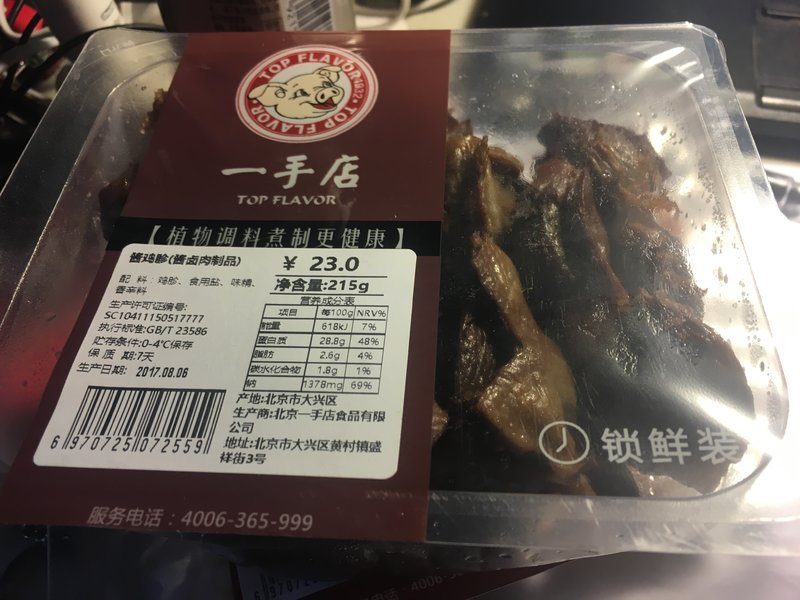 TOP FLAVOR 1832
TOP FLAVOR
一手店
TOP FLAVOR
【植物调料煮制更健康】
酱鸡胗(酱卤肉制品)
配 料：鸡胗、食用盐、味精、
香辛料
生产许可证编号:
SC10411150517777
执行标准:GB/T 23586
贮存条件:0-4℃保存
保 质 期:7天
生产日期: 2017.08.06
6 970725 072559
¥ 23.0
净含量:215g
营养成分表
项目 每100g NRV%
能量 618kJ 7%
蛋白质 28.8g 48%
脂肪 2.6g 4%
碳水化合物 1.8g 1%
钠 1378mg 69%
产地:北京市大兴区
生产商:北京一手店食品有限
公司
地址:北京市大兴区黄村镇盛
祥街3号
锁鲜装
服务电话：4006-365-999